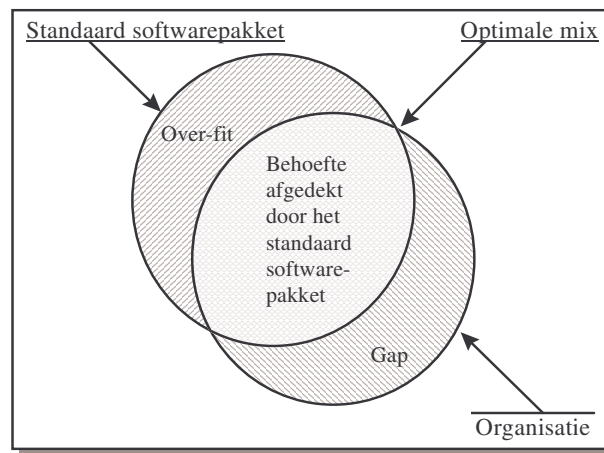 Standaard softwarepakket
Optimale mix
Over-fit
Behoefte
afgedekt
door het
standaard
software-
pakket
Gap
Organisatie